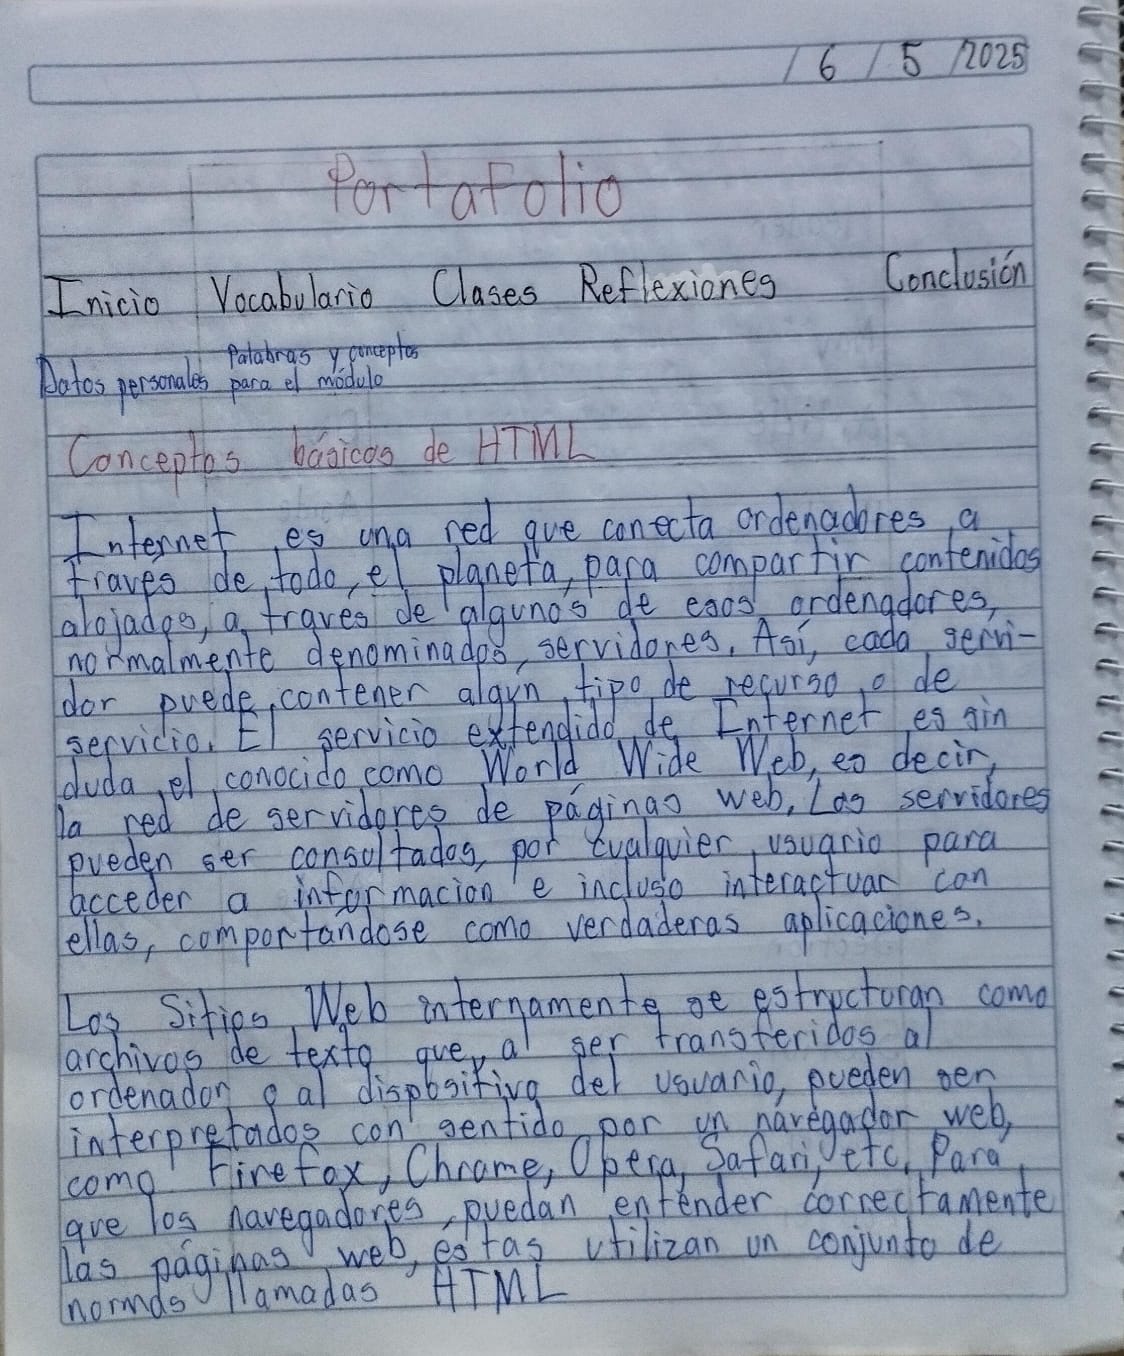 / 6 / 5 /2025
Portafolio
Inicio Vocabulario Clases Reflexiones Conclusión
Palabras y conceptos
Datos personales para el módulo
Conceptos básicos de HTML
Internet es una red que conecta ordenadores a
traves de todo el planeta, para compartir contenidos
alojados, a traves de algunos de esos ordenadores,
normalmente denominados servidores. Así, cada servi-
dor puede contener algún tipo de recurso o de
servicio. El servicio extendido de Internet es sin
duda el conocido como World Wide Web, es decir,
la red de servidores de páginas web. Los servidores
pueden ser consultados por cualquier usuario para
acceder a informacion e incluso interactuar con
ellas, comportandose como verdaderas aplicaciones.
Los Sitios Web internamente se estructuran como
archivos de texto que, al ser transferidos al
ordenador o al dispositivo del usuario, pueden ser
interpretados con sentido por un navegador web,
como Firefox, Chrome, Opera, Safari, etc. Para
que los navegadores puedan entender correctamente
las páginas web, estas utilizan un conjunto de
normas llamadas HTML